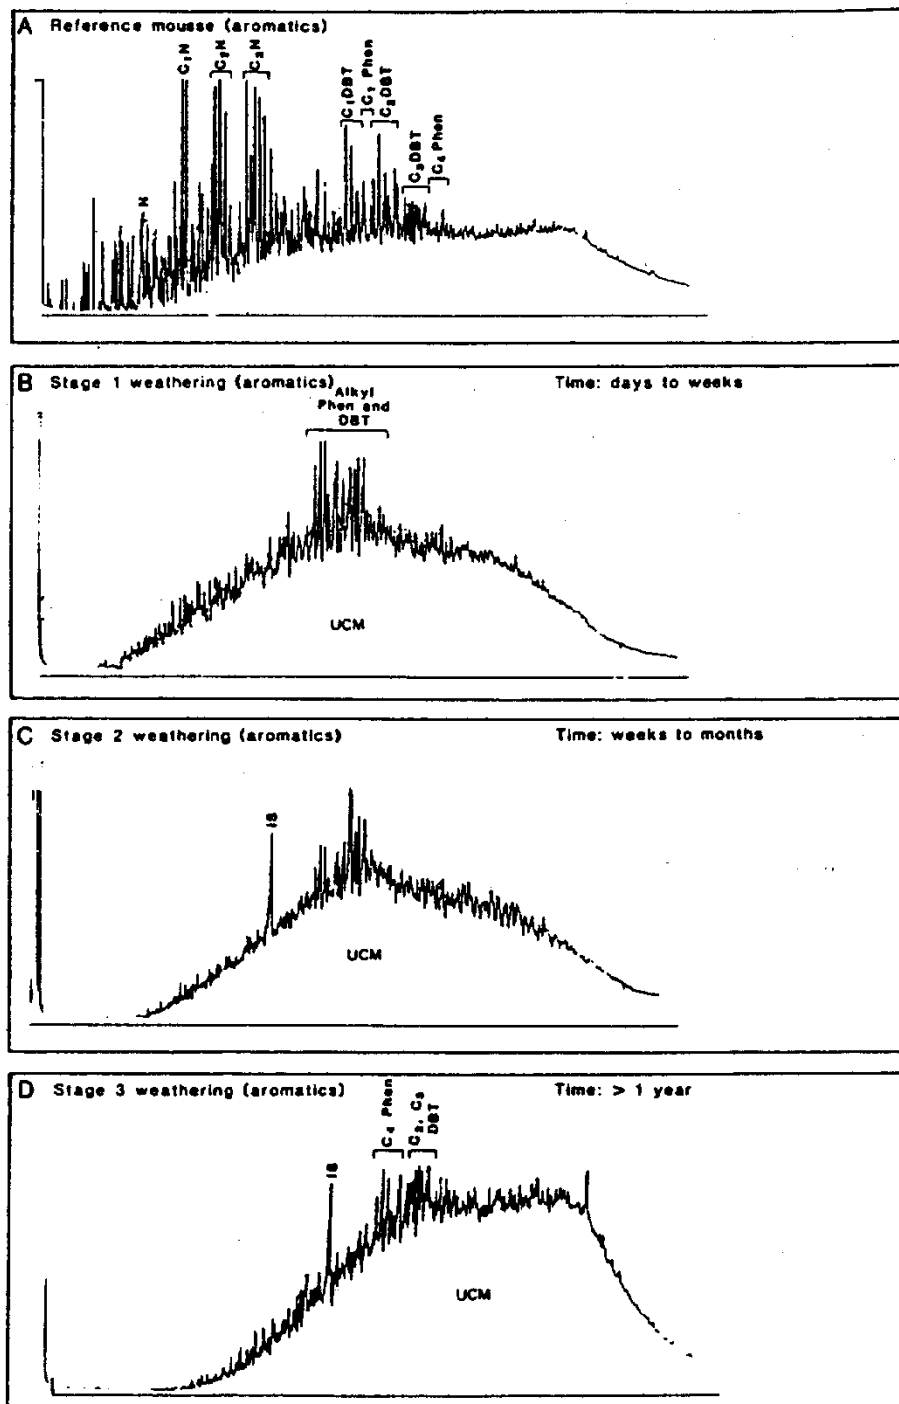 A Reference mousse (aromatics)
N
C₁N
C₂N
C₃N
C₁DBT
C₁ Phen
C₂DBT
C₃DBT
C₄ Phen
B Stage 1 weathering (aromatics) Time: days to weeks
Alkyl
Phen and
DBT
UCM
C Stage 2 weathering (aromatics) Time: weeks to months
IS
UCM
D Stage 3 weathering (aromatics) Time: > 1 year
IS
C₄ Phen
C₂, C₃
DBT
UCM